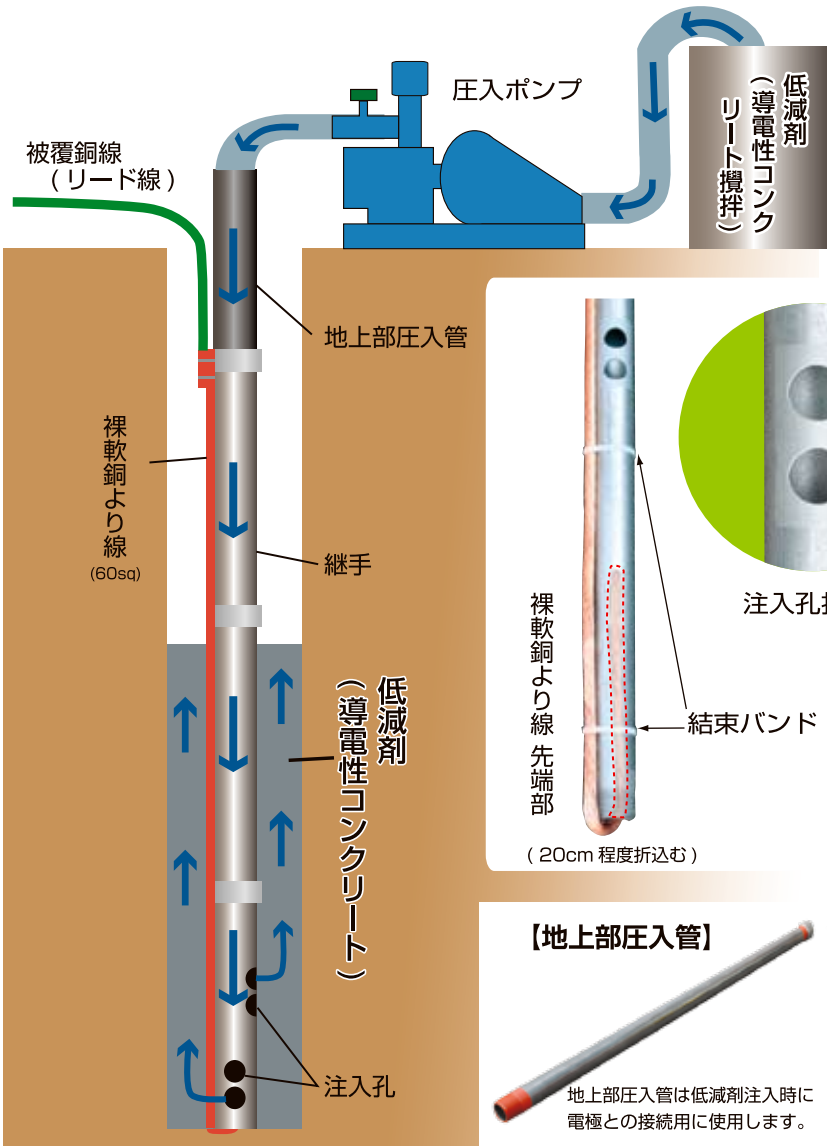 圧入ポンプ
低減剤
(導電性コンク
リート攪拌)
被覆銅線
(リード線)
地上部圧入管
裸軟銅より線
(60sq)
継手
低減剤
(導電性コンクリート)
注入孔
注入孔
裸軟銅より線 先端部
結束バンド
(20cm 程度折込む)
【地上部圧入管】
地上部圧入管は低減剤注入時に
電極との接続用に使用します。